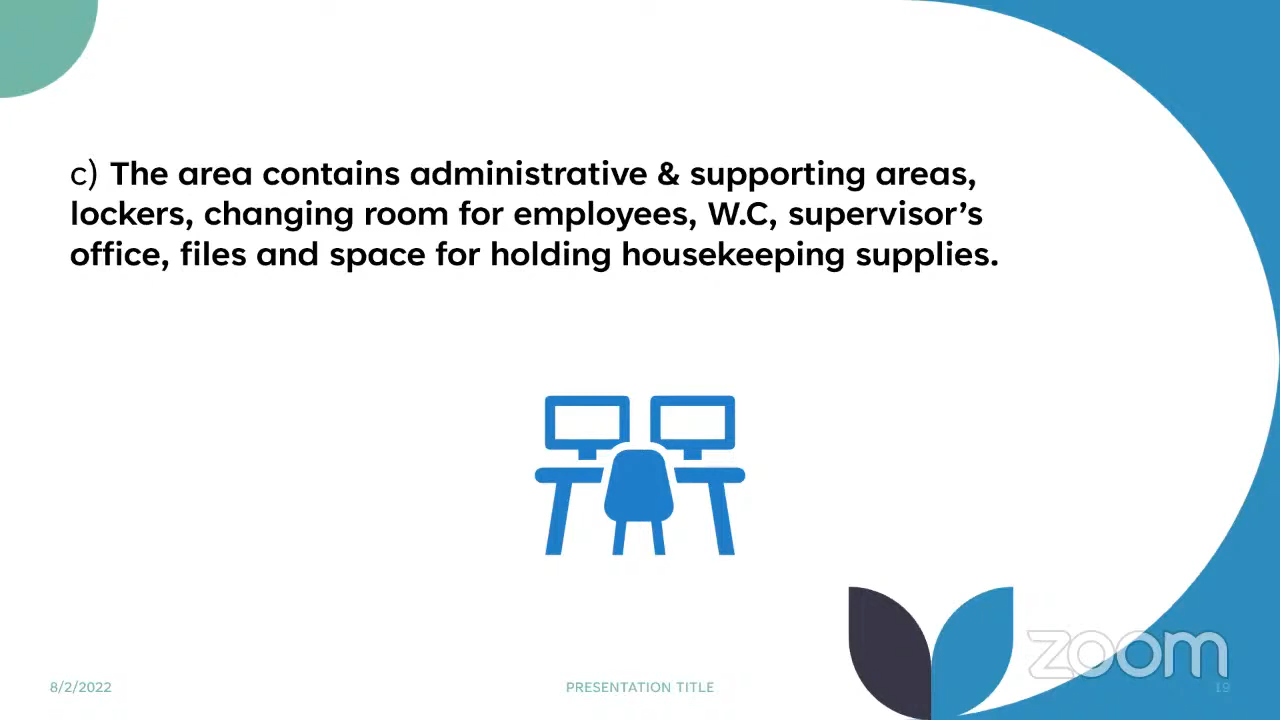 c) The area contains administrative & supporting areas,
lockers, changing room for employees, W.C, supervisor’s
office, files and space for holding housekeeping supplies.
zoom
8/2/2022
PRESENTATION TITLE
19